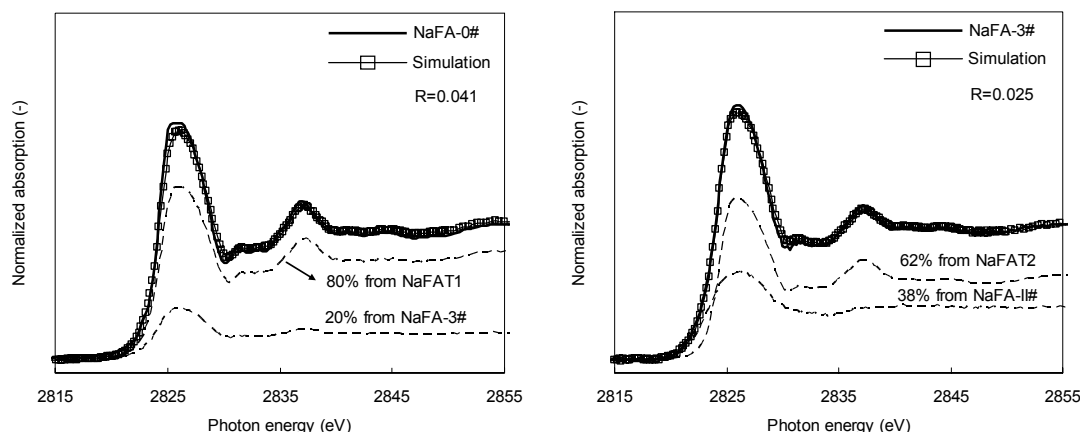 NaFA-0#
Simulation
R=0.041
Normalized absorption (-)
80% from NaFAT1
20% from NaFA-3#
2815 2825 2835 2845 2855
Photon energy (eV)
NaFA-3#
Simulation
R=0.025
Normalized absorption (-)
62% from NaFAT2
38% from NaFA-II#
2815 2825 2835 2845 2855
Photon energy (eV)